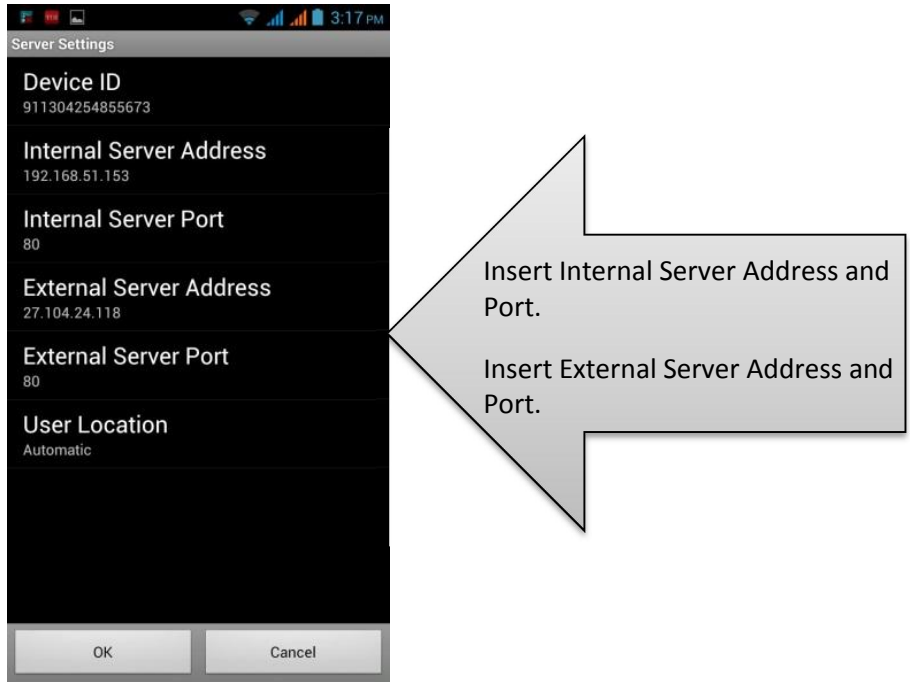 3:17 PM
Server Settings
Device ID
911304254855673
Internal Server Address
192.168.51.153
Internal Server Port
80
External Server Address
27.104.24.118
External Server Port
80
User Location
Automatic
OK
Cancel
Insert Internal Server Address and
Port.
Insert External Server Address and
Port.